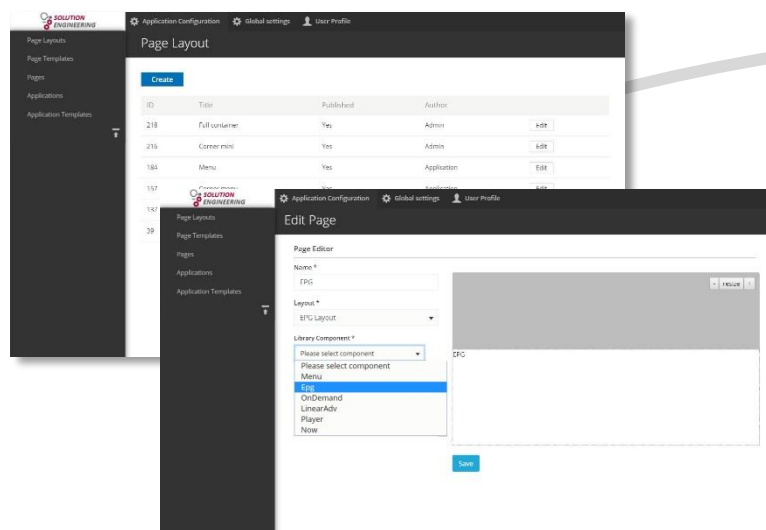 SOLUTION
ENGINEERING
Application Configuration Global settings User Profile
Page Layouts
Page Layout
Page Templates
Pages
Create
Applications
ID Title Published Author
Application Templates
218 Full container Yes Admin Edit
216 Corner mini Yes Admin Edit
184 Menu Yes Application Edit
157
39
SOLUTION
ENGINEERING
Application Configuration Global settings User Profile
Page Layouts
Edit Page
Page Templates
Pages
Page Editor
Applications
Name *
Application Templates
EPG
resize
Layout *
EPG Layout
Library Component *
Please select component
EPG
Please select component
Menu
Epg
OnDemand
LinearAdv
Player
Now
Save